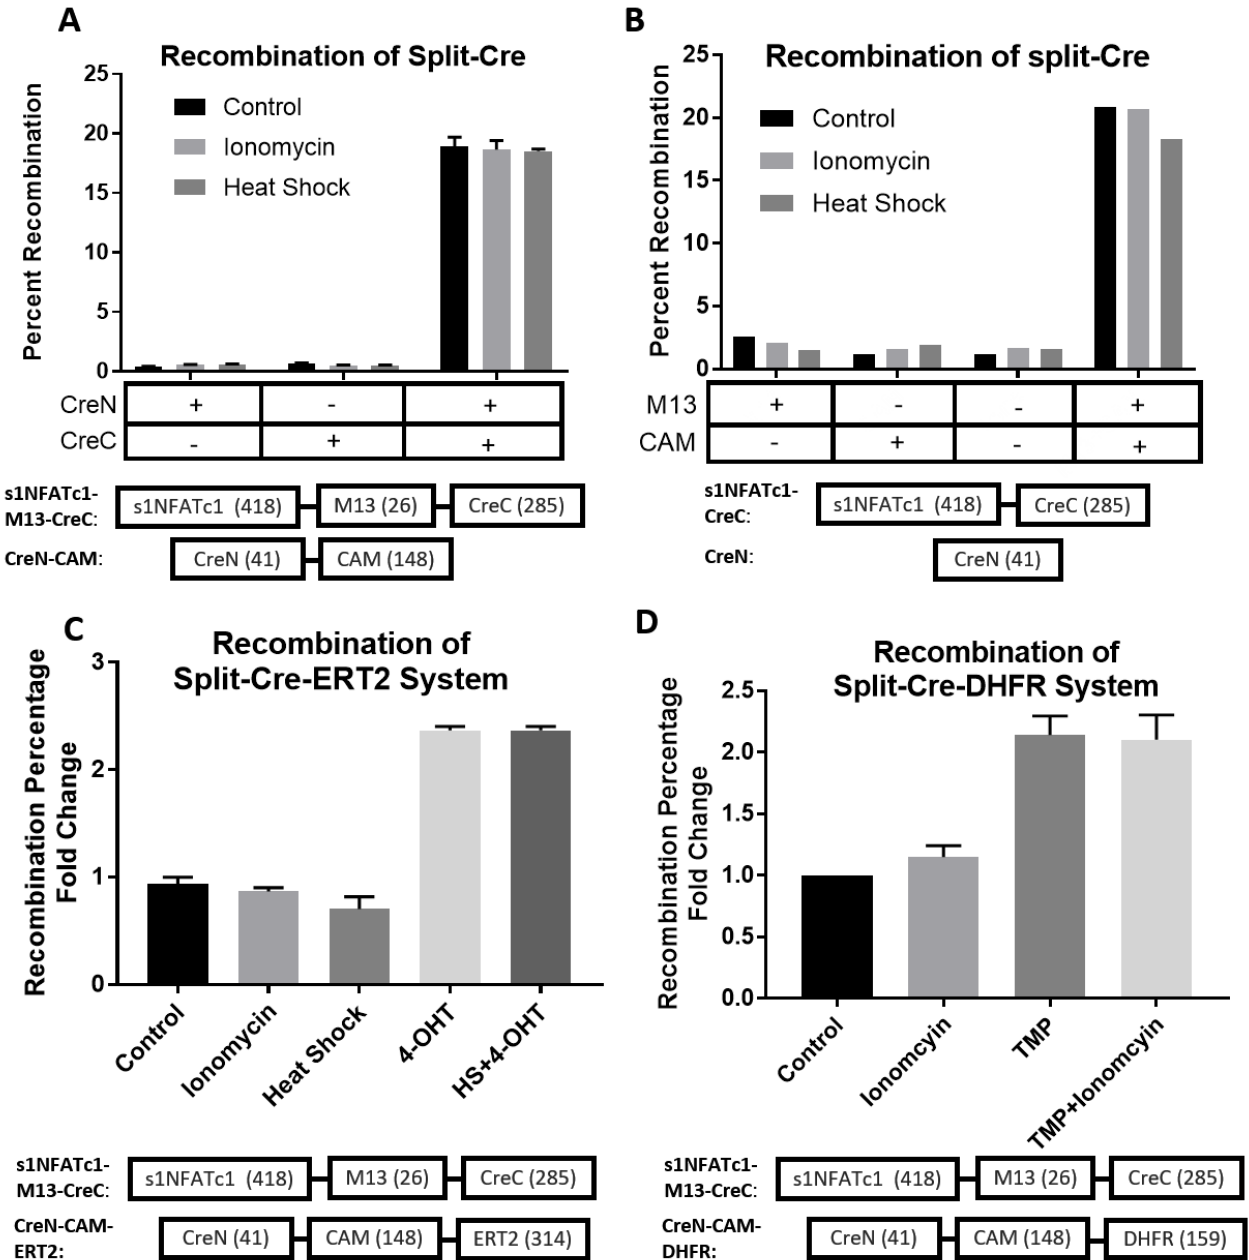 A
Recombination of Split-Cre
Percent Recombination
25
20
15
10
5
0
Control
Ionomycin
Heat Shock
CreN + - +
CreC - + +
s1NFATc1-
M13-CreC:
s1NFATc1 (418)
M13 (26)
CreC (285)
CreN-CAM:
CreN (41)
CAM (148)
B
Recombination of split-Cre
Percent Recombination
25
20
15
10
5
0
Control
Ionomycin
Heat Shock
M13 + - - +
CAM - + - +
s1NFATc1-
CreC:
s1NFATc1 (418)
CreC (285)
CreN:
CreN (41)
C
Recombination of
Split-Cre-ERT2 System
Recombination Percentage
Fold Change
3
2
1
0
Control
Ionomycin
Heat Shock
4-OHT
HS+4-OHT
s1NFATc1-
M13-CreC:
s1NFATc1 (418)
M13 (26)
CreC (285)
CreN-CAM-
ERT2:
CreN (41)
CAM (148)
ERT2 (314)
D
Recombination of
Split-Cre-DHFR System
Recombination Percentage
Fold Change
2.5
2.0
1.5
1.0
0.5
0.0
Control
Ionomcyin
TMP
TMP+Ionomcyin
s1NFATc1-
M13-CreC:
s1NFATc1 (418)
M13 (26)
CreC (285)
CreN-CAM-
DHFR:
CreN (41)
CAM (148)
DHFR (159)